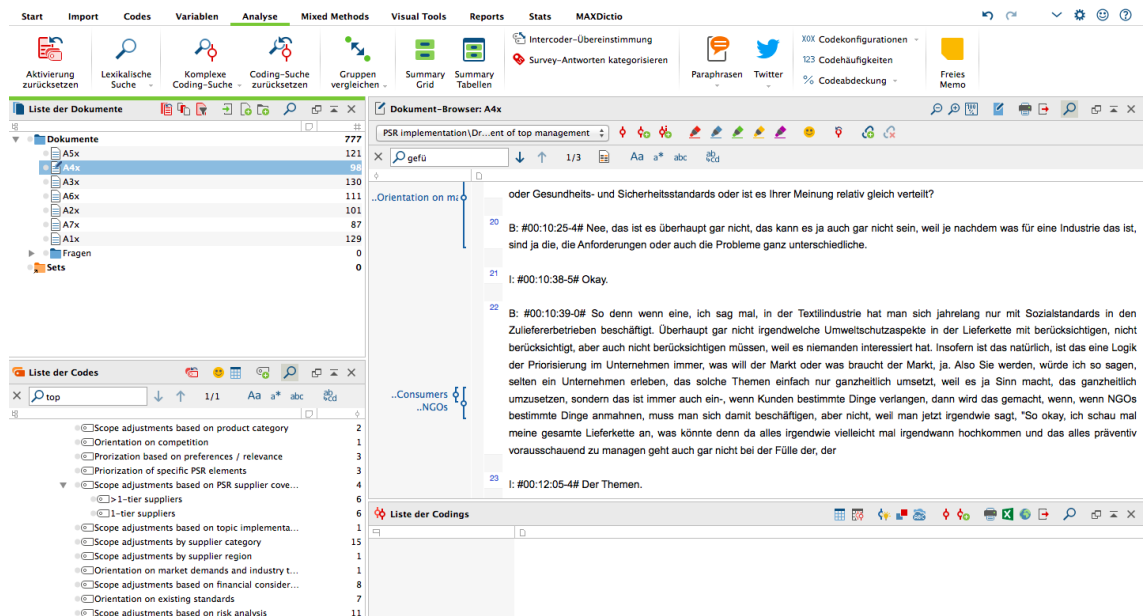 Start Import Codes Variablen Analyse Mixed Methods Visual Tools Reports Stats MAXDictio
Aktivierung zurücksetzen
Lexikalische Suche
Komplexe Coding-Suche
Coding-Suche zurücksetzen
Gruppen vergleichen
Summary Grid
Summary Tabellen
Intercoder-Übereinstimmung
Survey-Antworten kategorisieren
Paraphrasen
Twitter
Codekonfigurationen
123 Codehäufigkeiten
% Codeabdeckung
Freies Memo
Liste der Dokumente
Dokumente 777
A5x 121
A4x 98
A3x 130
A6x 111
A2x 101
A7x 87
A1x 129
Fragen 0
Sets 0
Liste der Codes
top
1/1
Aa a* abc
Scope adjustments based on product category 2
Orientation on competition 1
Prorization based on preferences / relevance 3
Priorization of specific PSR elements 3
Scope adjustments based on PSR supplier cove... 4
>1-tier suppliers 6
1-tier suppliers 6
Scope adjustments based on topic implementa... 1
Scope adjustments by supplier category 15
Scope adjustments by supplier region 1
Orientation on market demands and industry t... 1
Scope adjustments based on financial consider... 8
Orientation on existing standards 7
Scope adjustments based on risk analysis 11
Dokument-Browser: A4x
PSR implementation\Dr...ent of top management
gefü
1/3
Aa a* abc
..Orientation on ma
oder Gesundheits- und Sicherheitsstandards oder ist es Ihrer Meinung relativ gleich verteilt?
20 B: #00:10:25-4# Nee, das ist es überhaupt gar nicht, das kann es ja auch gar nicht sein, weil je nachdem was für eine Industrie das ist,
sind ja die, die Anforderungen oder auch die Probleme ganz unterschiedliche.
21 I: #00:10:38-5# Okay.
22 B: #00:10:39-0# So denn wenn eine, ich sag mal, in der Textilindustrie hat man sich jahrelang nur mit Sozialstandards in den
Zuliefererbetrieben beschäftigt. Überhaupt gar nicht irgendwelche Umweltschutzaspekte in der Lieferkette mit berücksichtigen, nicht
berücksichtigt, aber auch nicht berücksichtigen müssen, weil es niemanden interessiert hat. Insofern ist das natürlich, ist das eine Logik
der Priorisierung im Unternehmen immer, was will der Markt oder was braucht der Markt, ja. Also Sie werden, würde ich so sagen,
selten ein Unternehmen erleben, das solche Themen einfach nur ganzheitlich umsetzt, weil es ja Sinn macht, das ganzheitlich
umzusetzen, sondern das ist immer auch ein-, wenn Kunden bestimmte Dinge verlangen, dann wird das gemacht, wenn, wenn NGOs
bestimmte Dinge anmahnen, muss man sich damit beschäftigen, aber nicht, weil man jetzt irgendwie sagt, "So okay, ich schau mal
meine gesamte Lieferkette an, was könnte denn da alles irgendwie vielleicht mal irgendwann hochkommen und das alles präventiv
vorausschauend zu managen geht auch gar nicht bei der Fülle der, der
..Consumers
..NGOs
23 I: #00:12:05-4# Der Themen.
Liste der Codings